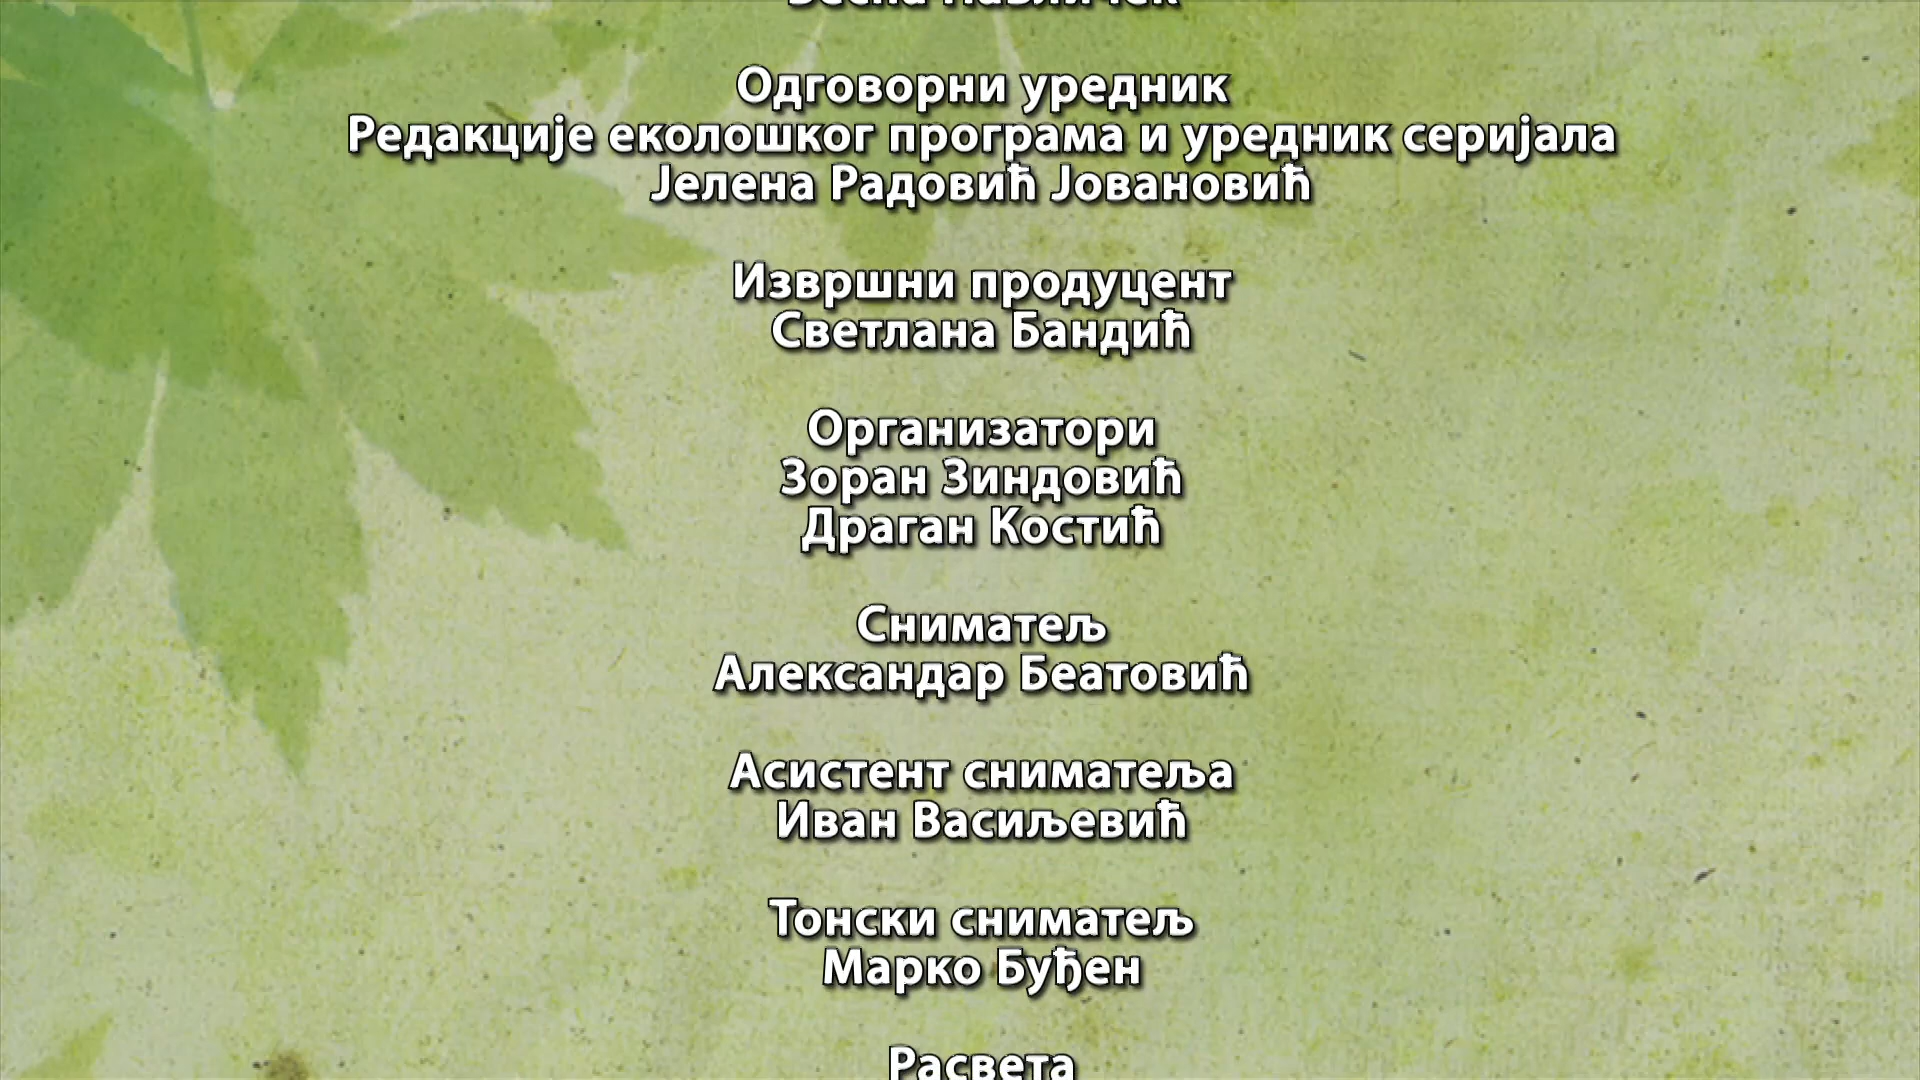 Одговорни уредник
Редакције еколошког програма и уредник серијала
Јелена Радовић Јовановић
Извршни продуцент
Светлана Бандић
Организатори
Зоран Зиндовић
Драган Костић
Сниматељ
Александар Беатовић
Асистент сниматеља
Иван Васиљевић
Тонски сниматељ
Марко Буђен
Расвета